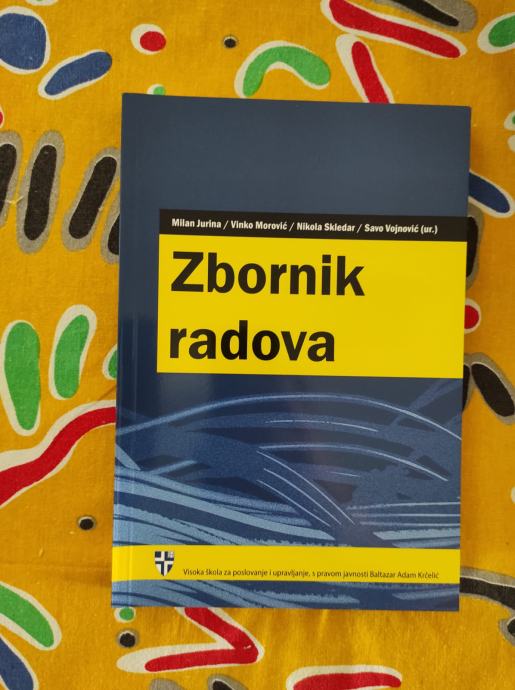 Milan Jurina / Vinko Morović / Nikola Skledar / Savo Vojnović (ur.)
Zbornik
radova
Visoka škola za poslovanje i upravljanje, s pravom javnosti Baltazar Adam Krčelić